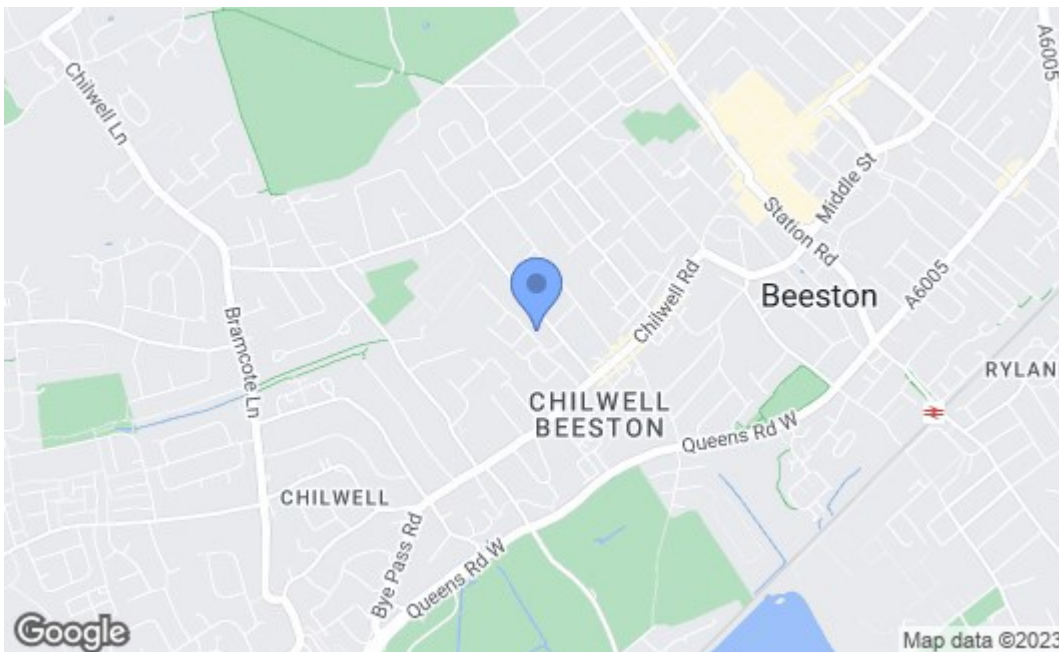 A6005
Chilwell Ln
Middle St
Station Rd
Chilwell Rd
A6005
Beeston
Bramcote Ln
RYLAN
CHILWELL
BEESTON
Queens Rd W
CHILWELL
Bye Pass Rd
Queens Rd W
Google
Map data ©2023